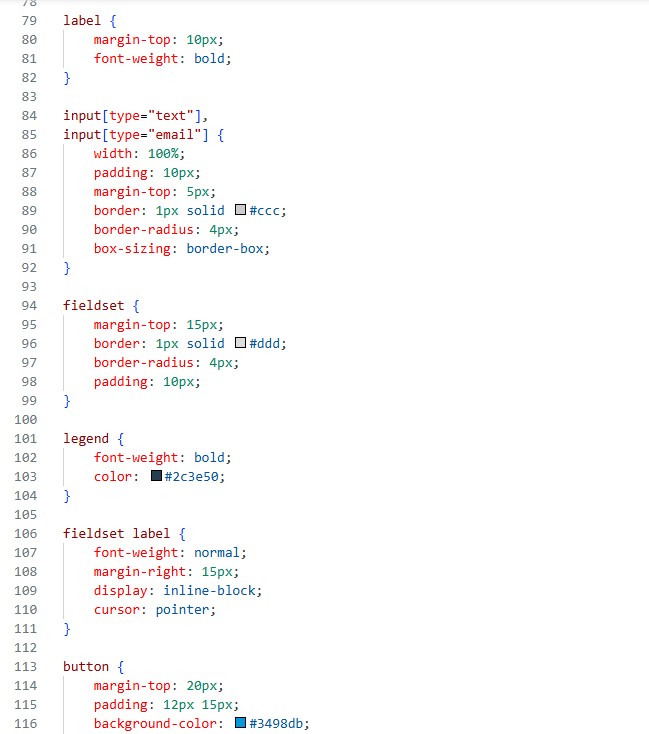 78
79 label {
80     margin-top: 10px;
81     font-weight: bold;
82 }
83
84 input[type="text"],
85 input[type="email"] {
86     width: 100%;
87     padding: 10px;
88     margin-top: 5px;
89     border: 1px solid #ccc;
90     border-radius: 4px;
91     box-sizing: border-box;
92 }
93
94 fieldset {
95     margin-top: 15px;
96     border: 1px solid #ddd;
97     border-radius: 4px;
98     padding: 10px;
99 }
100
101 legend {
102     font-weight: bold;
103     color: #2c3e50;
104 }
105
106 fieldset label {
107     font-weight: normal;
108     margin-right: 15px;
109     display: inline-block;
110     cursor: pointer;
111 }
112
113 button {
114     margin-top: 20px;
115     padding: 12px 15px;
116     background-color: #3498db;